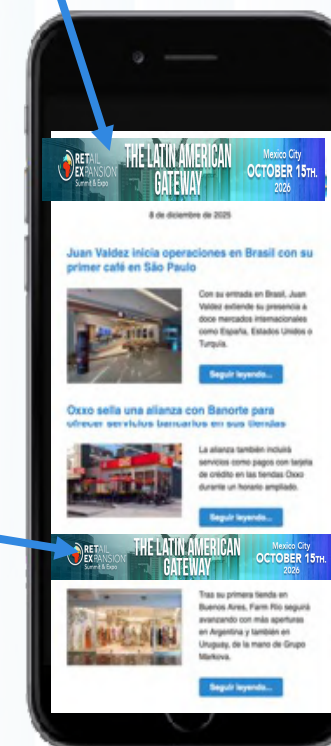 RETAIL
EXPANSION
Summit & Expo
THE LATIN AMERICAN
GATEWAY
Mexico City
OCTOBER 15TH.
2026
8 de diciembre de 2025
Juan Valdez inicia operaciones en Brasil con su
primer café en São Paulo
Con su entrada en Brasil, Juan
Valdez extiende su presencia a
doce mercados internacionales
como España, Estados Unidos o
Turquía.
Seguir leyendo...
Oxxo sella una alianza con Banorte para
ofrecer servicios bancarios en sus tiendas
La alianza también incluirá
servicios como pagos con tarjeta
de crédito en las tiendas Oxxo
durante un horario ampliado.
Seguir leyendo...
RETAIL
EXPANSION
Summit & Expo
THE LATIN AMERICAN
GATEWAY
Mexico City
OCTOBER 15TH.
2026
Tras su primera tienda en
Buenos Aires, Farm Rio seguirá
avanzando con más aperturas
en Argentina y también en
Uruguay, de la mano de Grupo
Markova.
Seguir leyendo...